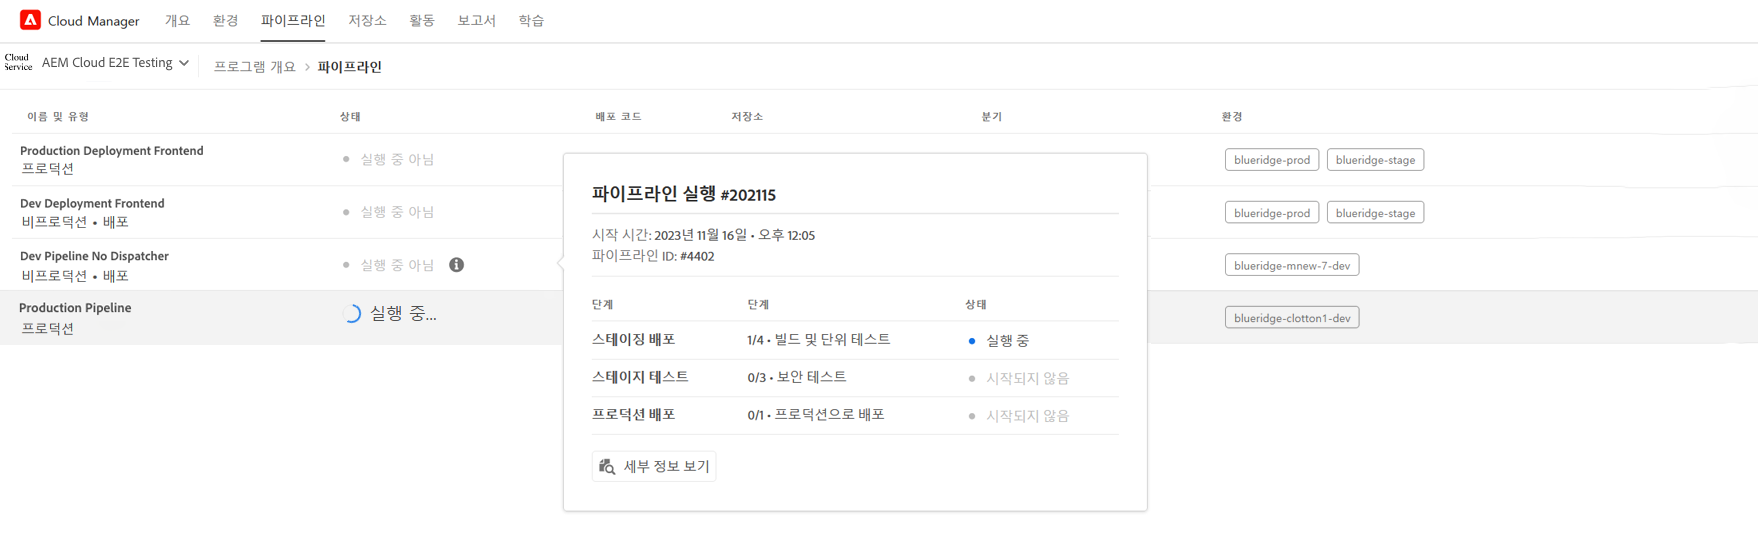 Cloud Manager 개요 환경 파이프라인 저장소 활동 보고서 학습
Cloud Service AEM Cloud E2E Testing 프로그램 개요 > 파이프라인
이름 및 유형 상태 배포 코드 저장소 분기 환경
Production Deployment Frontend
프로덕션
실행 중 아님
blueridge-prod blueridge-stage
Dev Deployment Frontend
비프로덕션 • 배포
실행 중 아님
blueridge-prod blueridge-stage
Dev Pipeline No Dispatcher
비프로덕션 • 배포
실행 중 아님
blueridge-mnew-7-dev
Production Pipeline
프로덕션
실행 중...
blueridge-clotton1-dev
파이프라인 실행 #202115
시작 시간: 2023년 11월 16일 • 오후 12:05
파이프라인 ID: #4402
단계 단계 상태
스테이징 배포 1/4 • 빌드 및 단위 테스트 실행 중
스테이지 테스트 0/3 • 보안 테스트 시작되지 않음
프로덕션 배포 0/1 • 프로덕션으로 배포 시작되지 않음
세부 정보 보기